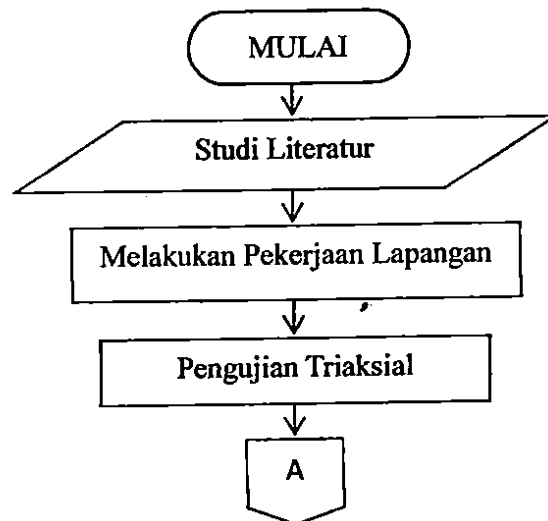 MULAI
Studi Literatur
Melakukan Pekerjaan Lapangan
Pengujian Triaksial
A